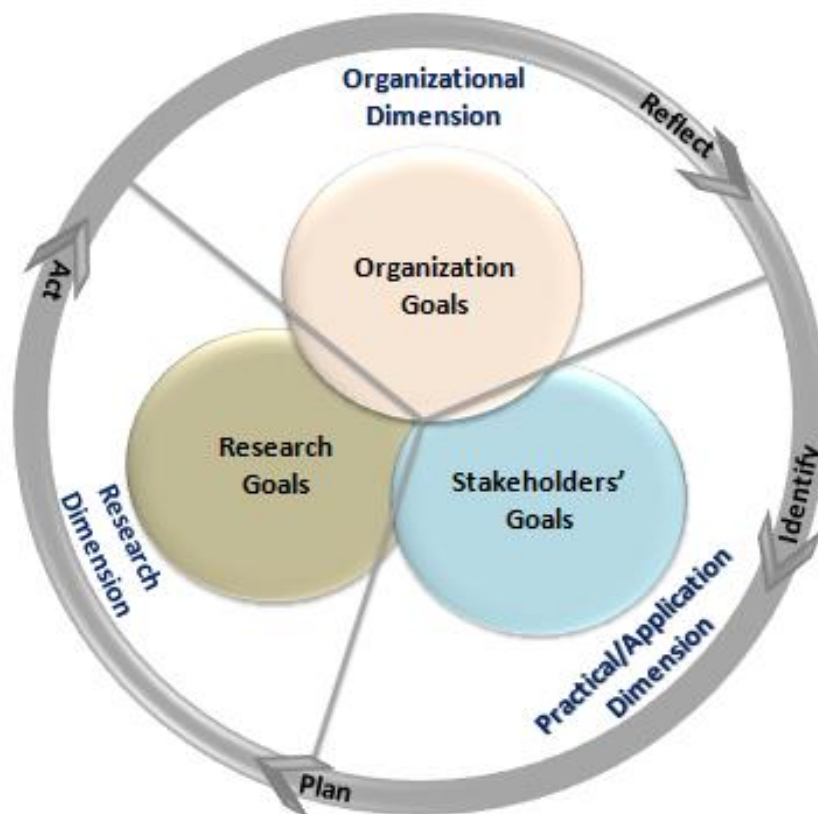 Organizational
Dimension
Reflect
Organization
Goals
Act
Research
Goals
Stakeholders’
Goals
Identify
Research
Dimension
Practical/Application
Dimension
Plan